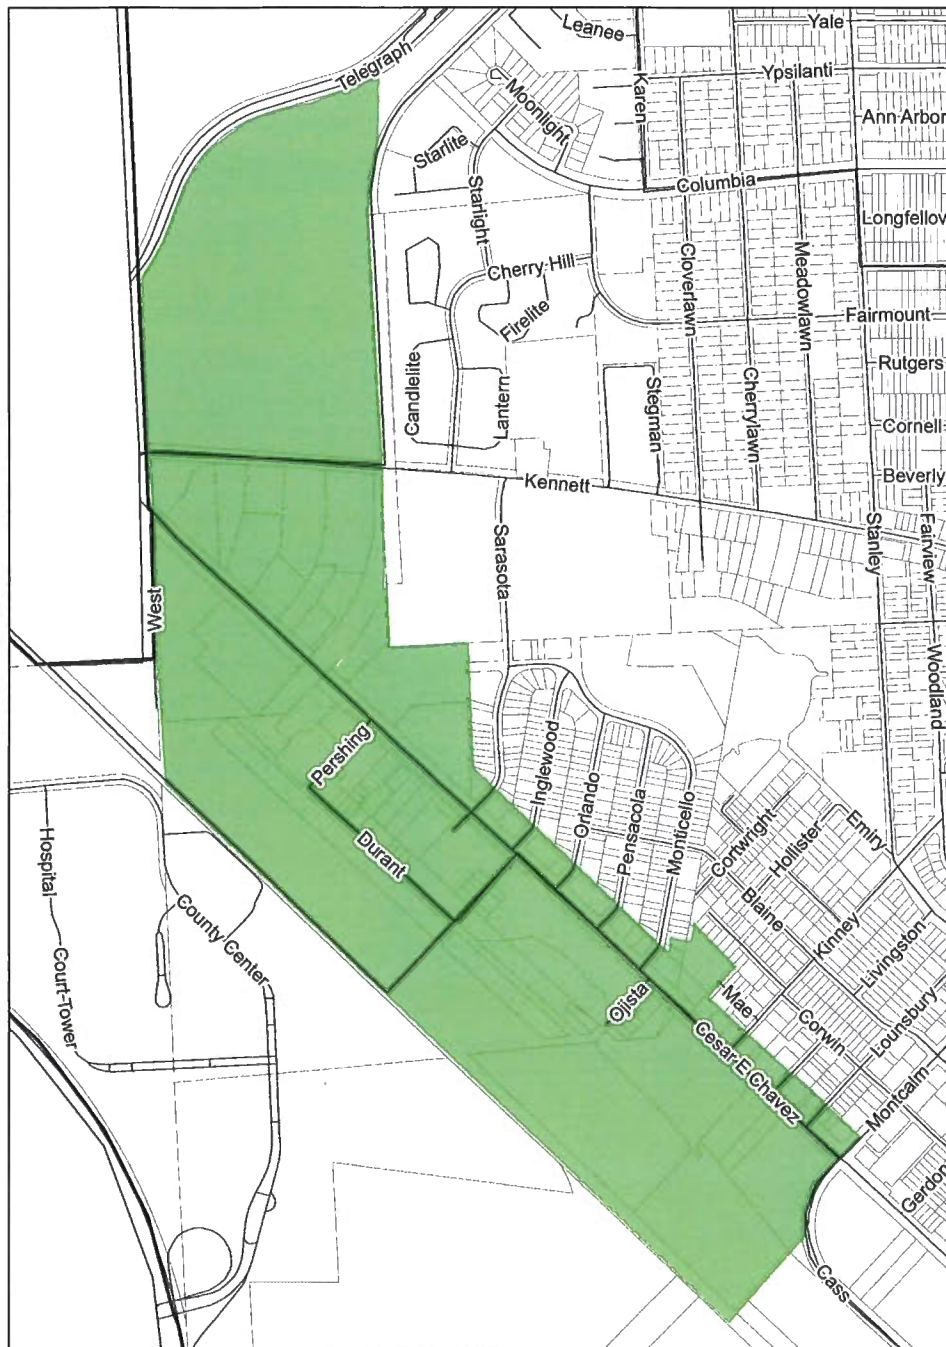 Leanee
Yale
Telegraph
Karen
Ypsilanti
Moonlight
Ann Arbor
Starlite
Columbia
Starlight
Longfellow
Cloverlawn
Meadowlawn
Cherry Hill
Firelite
Fairmount
Candlelite
Lantern
Stegman
Cherrylawn
Rutgers
Cornell
Kennett
Beverly
Sarasota
Stanley
Fairview
West
Woodland
Pershing
Inglewood
Orlando
Pensacola
Monticello
Durant
Cortwright
Hollister
Emiry
Blaine
Hospital
County Center
Kinney
Livingston
Court-Tower
Ojista
Mae
Corwin
Lounsbury
Cesar E Chavez
Montcalm
Gerdon
Cass